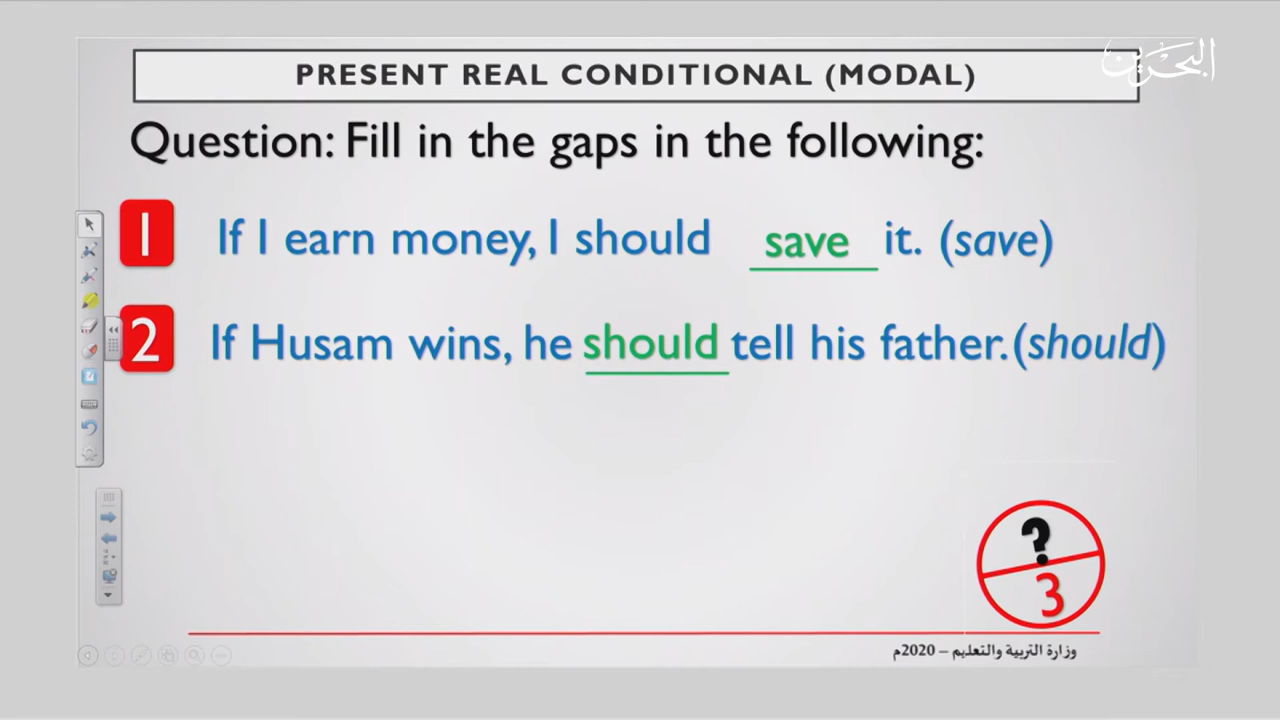 البحرين
PRESENT REAL CONDITIONAL (MODAL)
Question: Fill in the gaps in the following:
1 If I earn money, I should save it. (save)
2 If Husam wins, he should tell his father. (should)
?
3
وزارة التربية والتعليم – 2020م